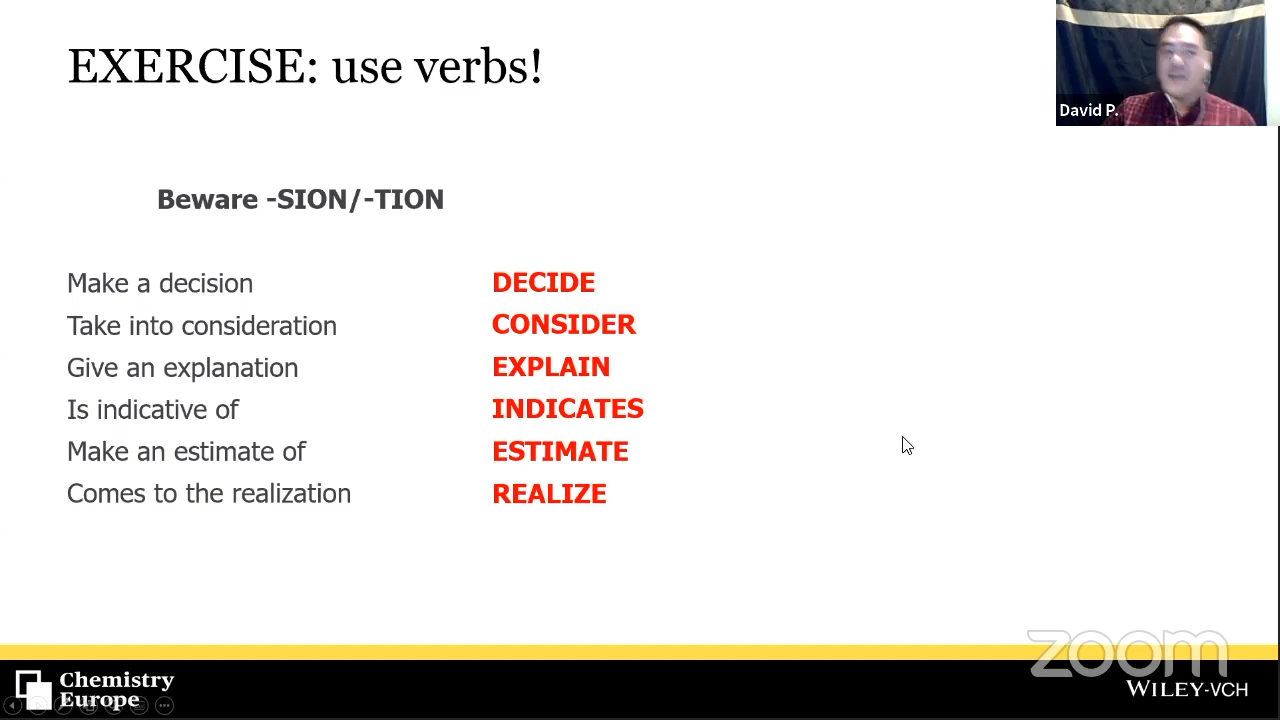 EXERCISE: use verbs!
David P.
Beware -SION/-TION
Make a decision DECIDE
Take into consideration CONSIDER
Give an explanation EXPLAIN
Is indicative of INDICATES
Make an estimate of ESTIMATE
Comes to the realization REALIZE
zoom
Chemistry
Europe
WILEY-VCH